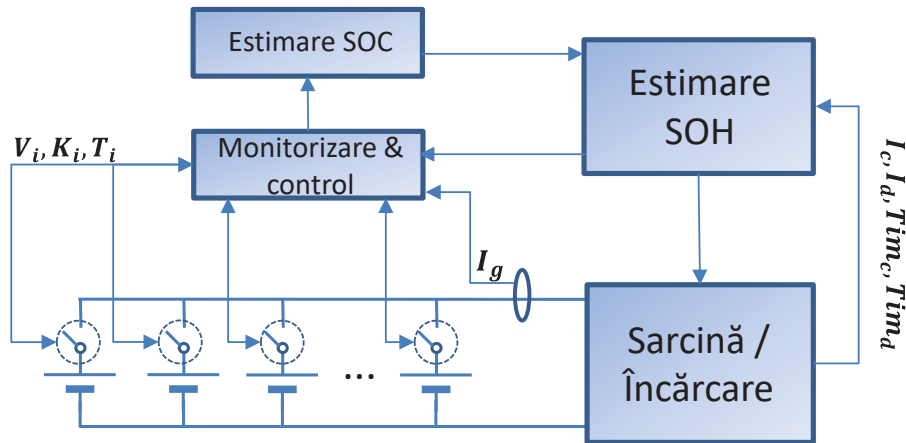 Estimare SOC
Estimare
SOH
V_i, K_i, T_i
Monitorizare &
control
I_c, I_d, Tim_c, Tim_d
I_g
...
Sarcină /
Încărcare